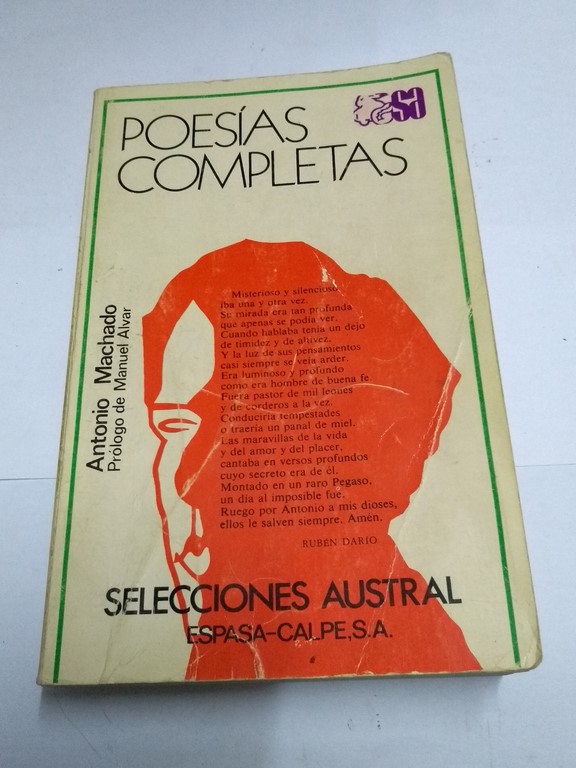 POESÍAS
COMPLETAS
SA
Antonio Machado
Prólogo de Manuel Alvar
Misterioso y silencioso
iba una y otra vez.
Su mirada era tan profunda
que apenas se podía ver.
Cuando hablaba tenía un dejo
de timidez y de altivez.
Y la luz de sus pensamientos
casi siempre se veía arder.
Era luminoso y profundo
como era hombre de buena fe
Fuera pastor de mil leones
y de corderos a la vez.
Conduciría tempestades
o traería un panal de miel.
Las maravillas de la vida
y del amor y del placer,
cantaba en versos profundos
cuyo secreto era de él.
Montado en un raro Pegaso,
un día al imposible fue.
Ruego por Antonio a mis dioses,
ellos le salven siempre. Amén.
RUBÉN DARÍO
SELECCIONES AUSTRAL
ESPASA-CALPE, S.A.